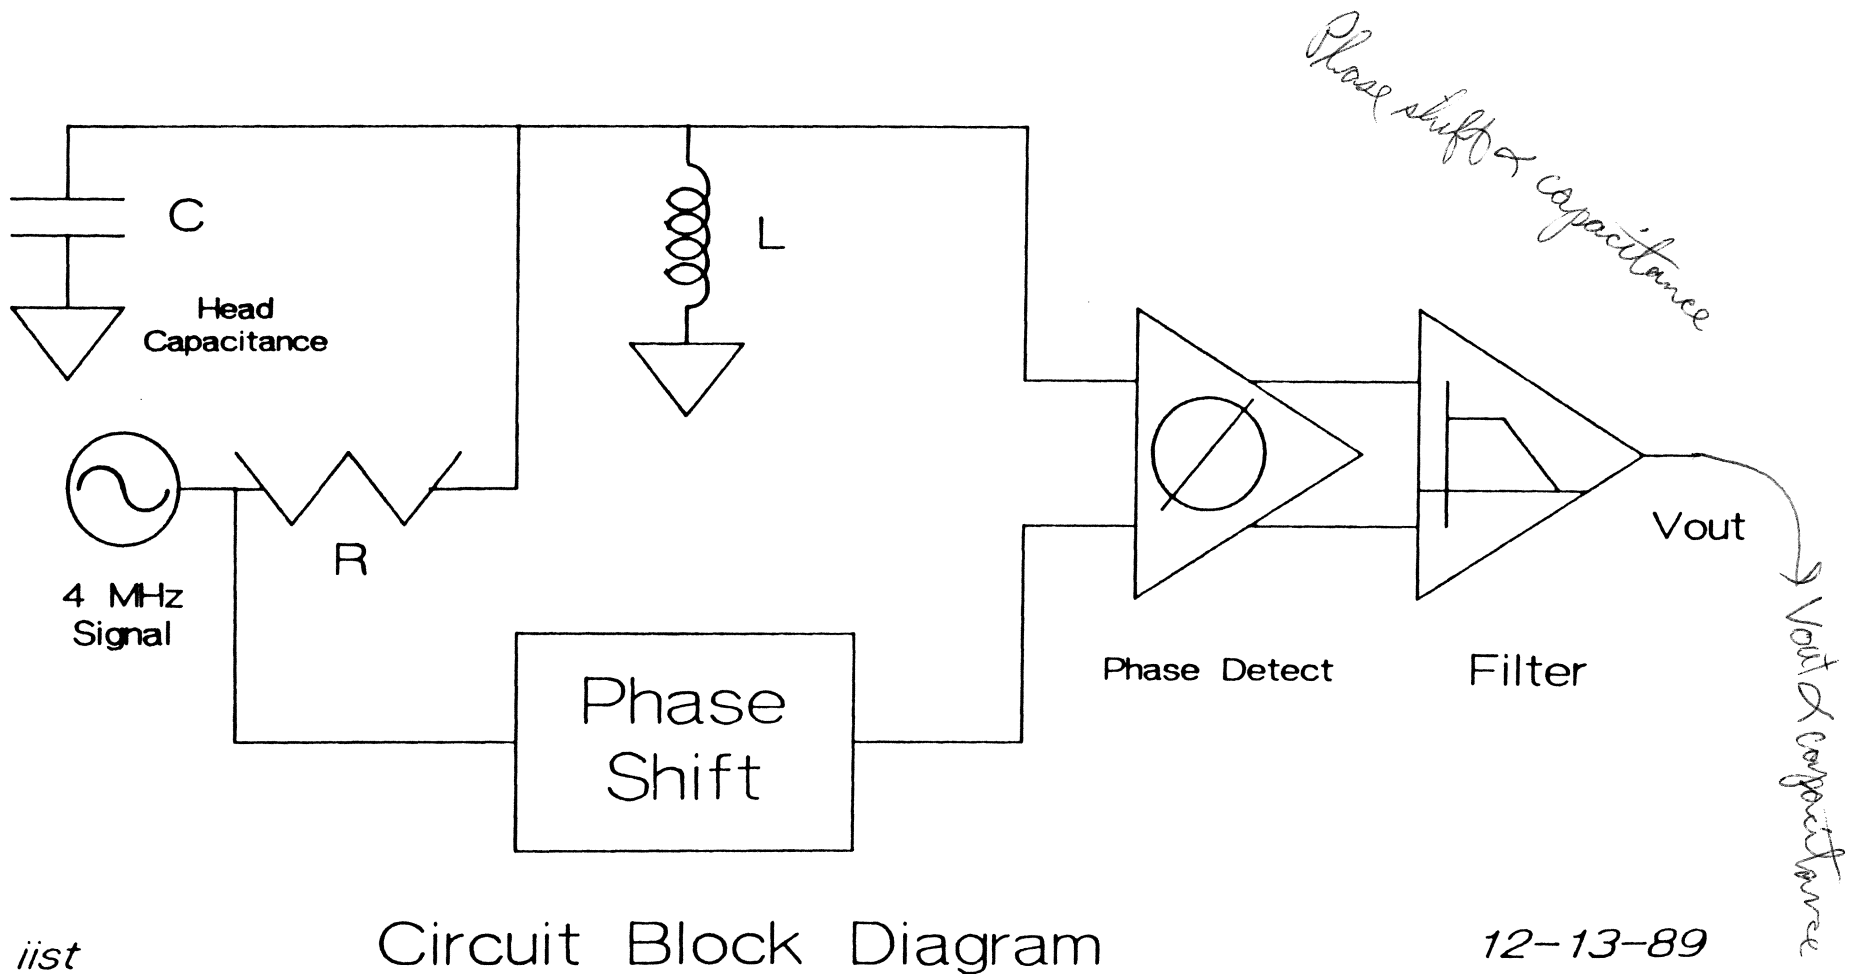 Phase shift ∝ capacitance
C
L
Head
Capacitance
R
4 MHz
Signal
Vout
Vout ∝ capacitance
Phase Detect
Filter
Phase
Shift
iist
Circuit Block Diagram
12-13-89